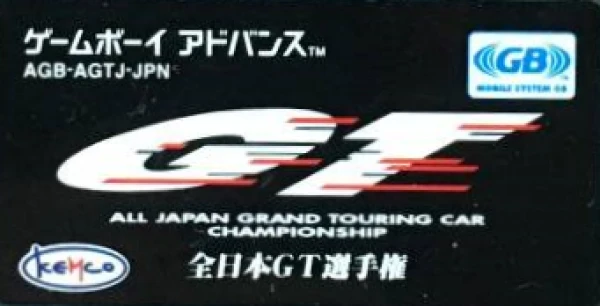 ゲームボーイ アドバンス™
AGB-AGTJ-JPN
GB
MOBILE SYSTEM GB
GT
ALL JAPAN GRAND TOURING CAR
CHAMPIONSHIP
KEMCO
全日本GT選手権